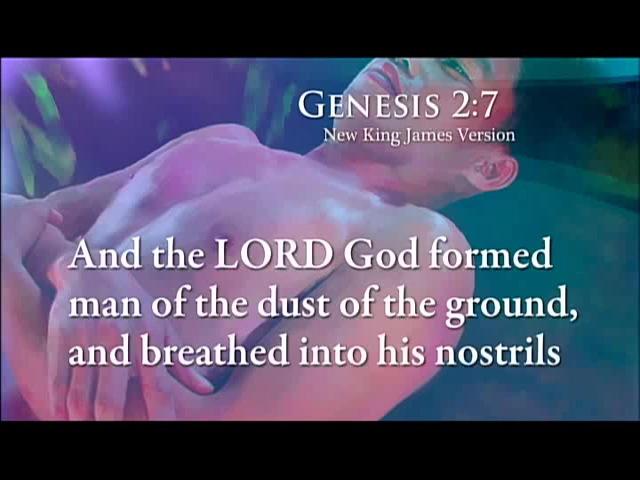 GENESIS 2:7
New King James Version
And the LORD God formed
man of the dust of the ground,
and breathed into his nostrils